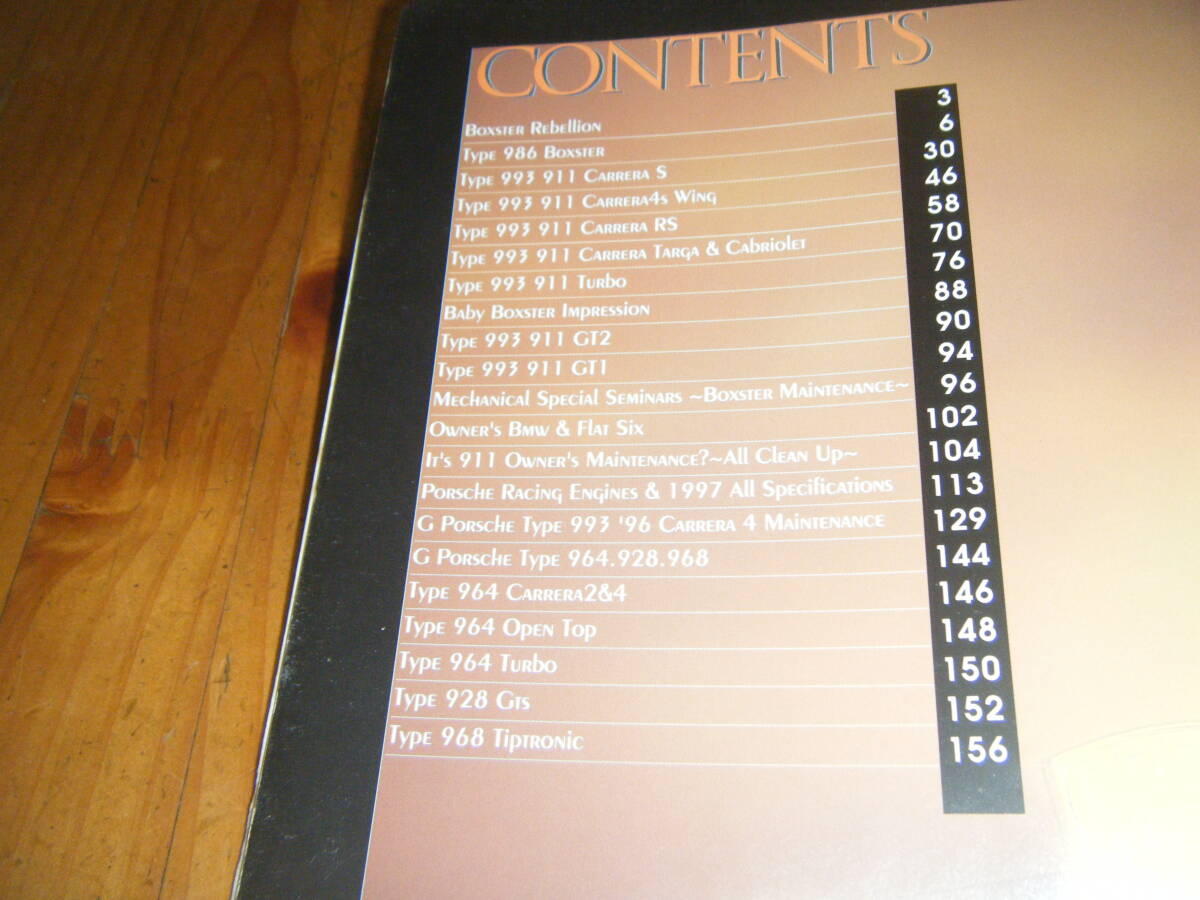 CONTENTS
Boxster Rebellion 3
Type 986 Boxster 6
Type 993 911 Carrera S 30
Type 993 911 Carrera4s Wing 46
Type 993 911 Carrera RS 58
Type 993 911 Carrera Targa & Cabriolet 70
Type 993 911 Turbo 76
Baby Boxster Impression 88
Type 993 911 GT2 90
Type 993 911 GT1 94
Mechanical Special Seminars ~Boxster Maintenance~ 96
Owner's Bmw & Flat Six 102
It's 911 Owner's Maintenance?~All Clean Up~ 104
Porsche Racing Engines & 1997 All Specifications 113
G Porsche Type 993 '96 Carrera 4 Maintenance 129
G Porsche Type 964.928.968 144
Type 964 Carrera2&4 146
Type 964 Open Top 148
Type 964 Turbo 150
Type 928 Gts 152
Type 968 Tiptronic 156